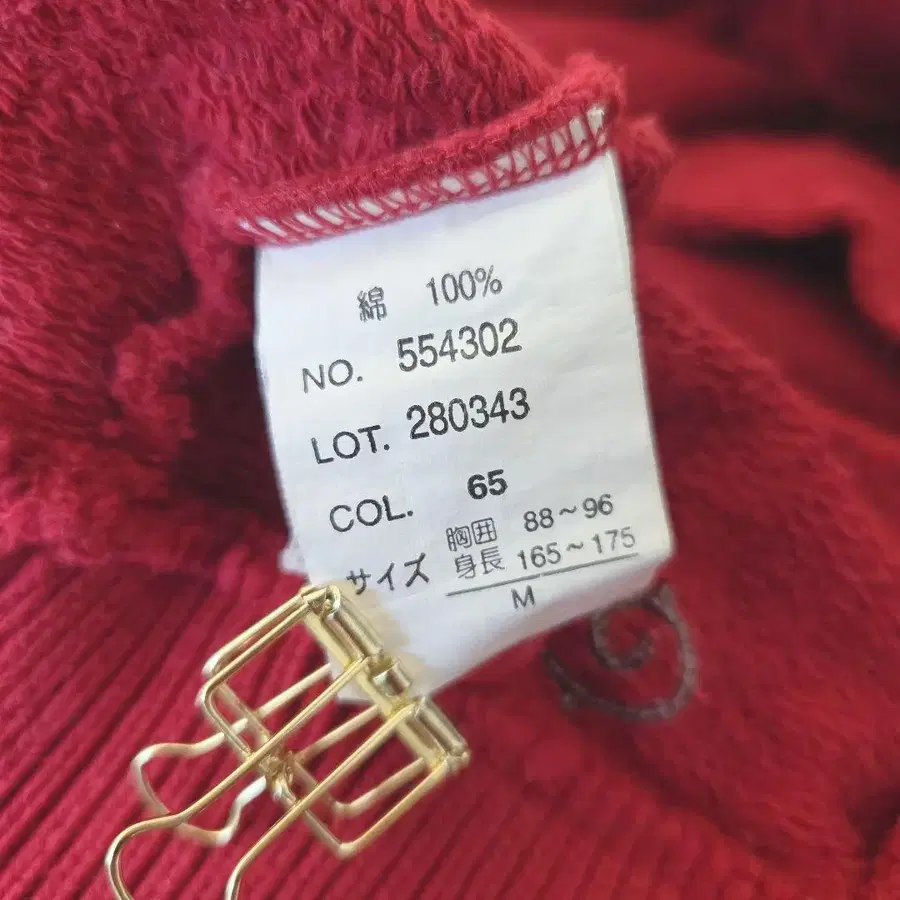 綿 100%
NO. 554302
LOT. 280343
COL. 65
サイズ 胸囲 88～96
身長 165～175
M